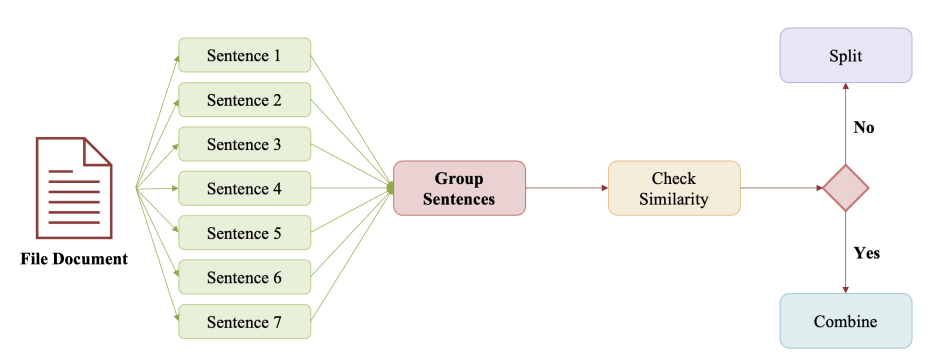 Sentence 1
Sentence 2
Sentence 3
Sentence 4
Sentence 5
Sentence 6
Sentence 7
File Document
Group
Sentences
Check
Similarity
Split
No
Yes
Combine